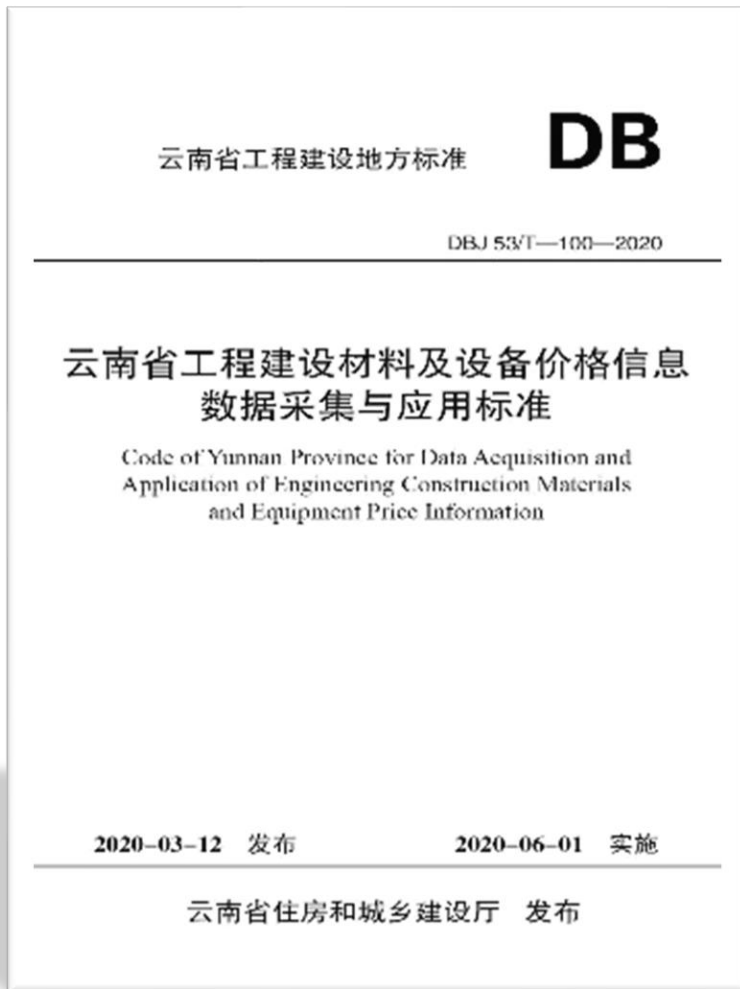 云南省工程建设地方标准 DB
DBJ 53/T—100—2020
云南省工程建设材料及设备价格信息
数据采集与应用标准
Code of Yunnan Province for Data Acquisition and
Application of Engineering Construction Materials
and Equipment Price Information
2020-03-12 发布 2020-06-01 实施
云南省住房和城乡建设厅 发布